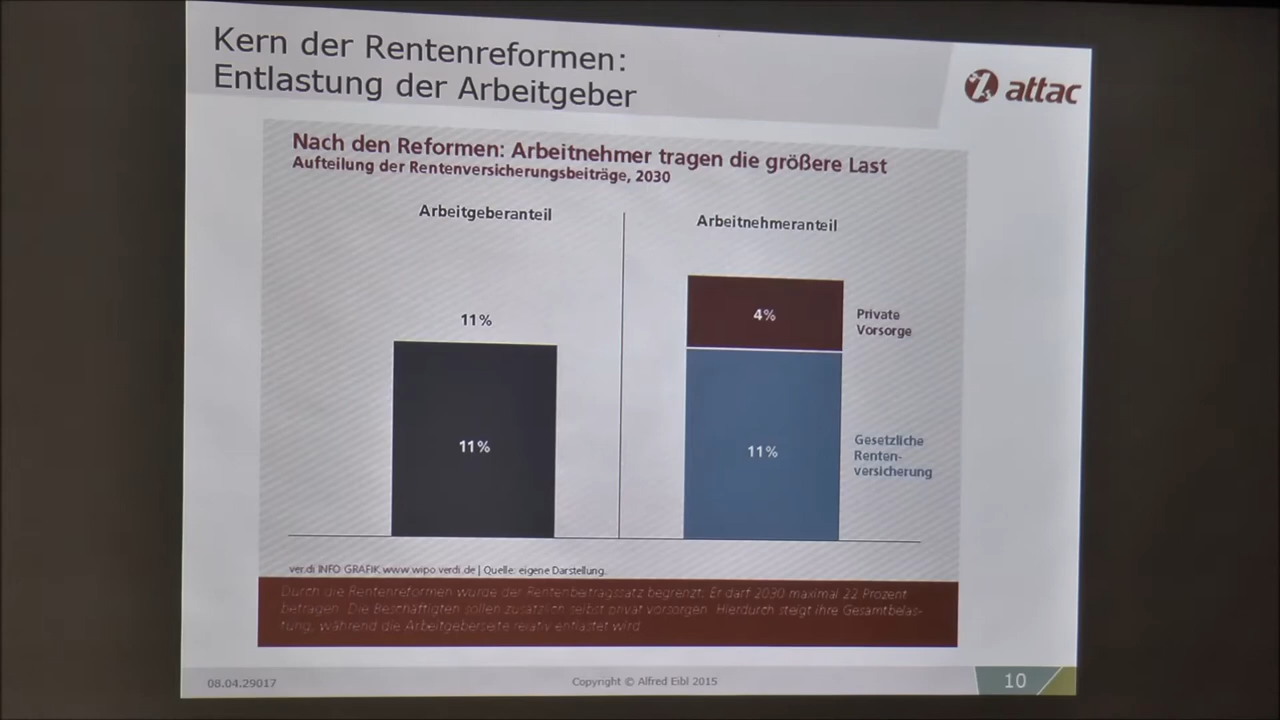 Kern der Rentenreformen:
Entlastung der Arbeitgeber
attac
Nach den Reformen: Arbeitnehmer tragen die größere Last
Aufteilung der Rentenversicherungsbeiträge, 2030
Arbeitgeberanteil
Arbeitnehmeranteil
11%
11%
4%
Private
Vorsorge
11%
Gesetzliche
Renten-
versicherung
ver.di INFO GRAFIK www.wipo.verdi.de | Quelle: eigene Darstellung.
Durch die Rentenreformen wurde der Rentenbeitragssatz begrenzt. Er darf 2030 maximal 22 Prozent
betragen. Die Beschäftigten sollen zusätzlich selbst privat vorsorgen. Hierdurch steigt ihre Gesamtbelas-
tung, während die Arbeitgeberseite relativ entlastet wird
08.04.29017
Copyright © Alfred Eibl 2015
10